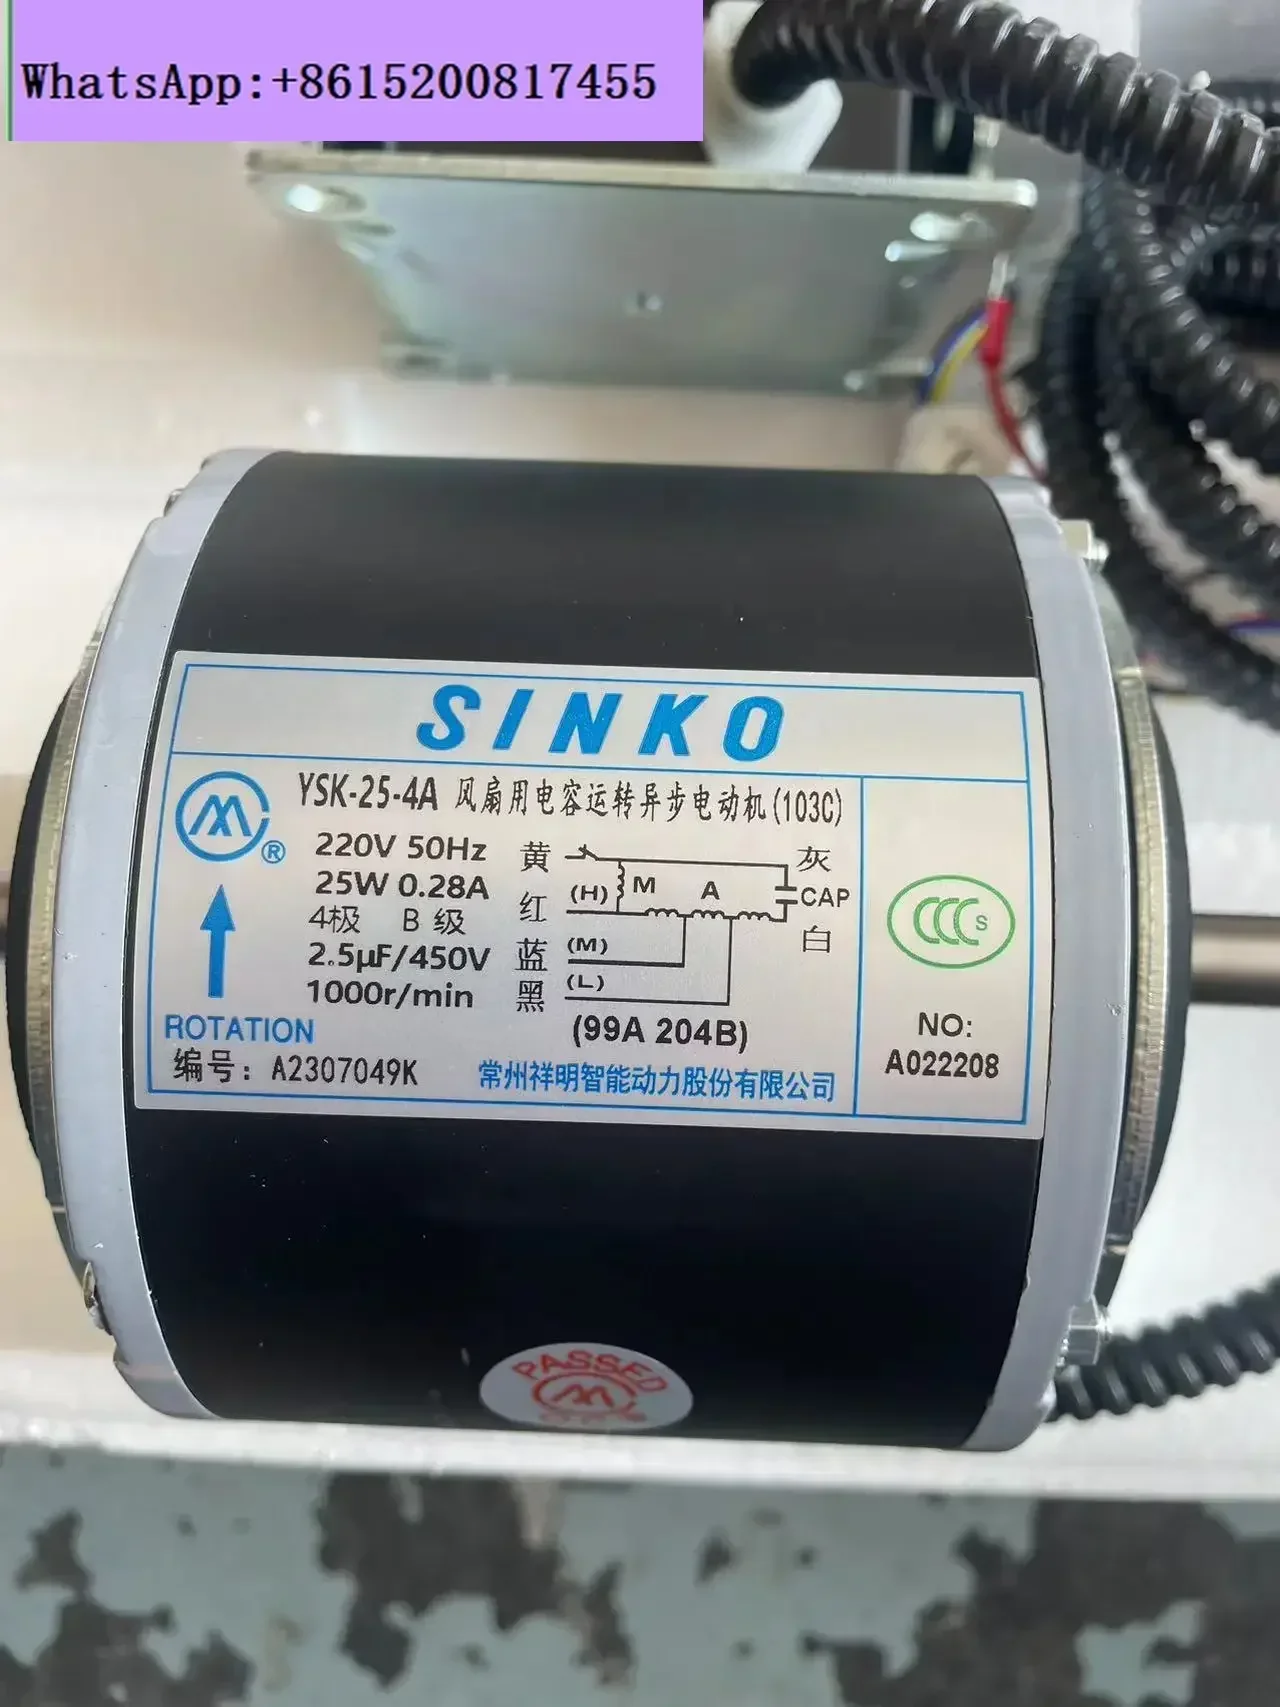 WhatsApp:+8615200817455
SINKO
YSK-25-4A 风扇用电容运转异步电动机(103C)
220V 50Hz
25W 0.28A
4极 B 级
2.5μF/450V
1000r/min
黄
红
蓝
黑
(H)
(M)
(L)
M
A
灰
CAP
白
(99A 204B)
®
ROTATION
编号: A2307049K
常州祥明智能动力股份有限公司
CCC S
NO:
A022208
PASSED